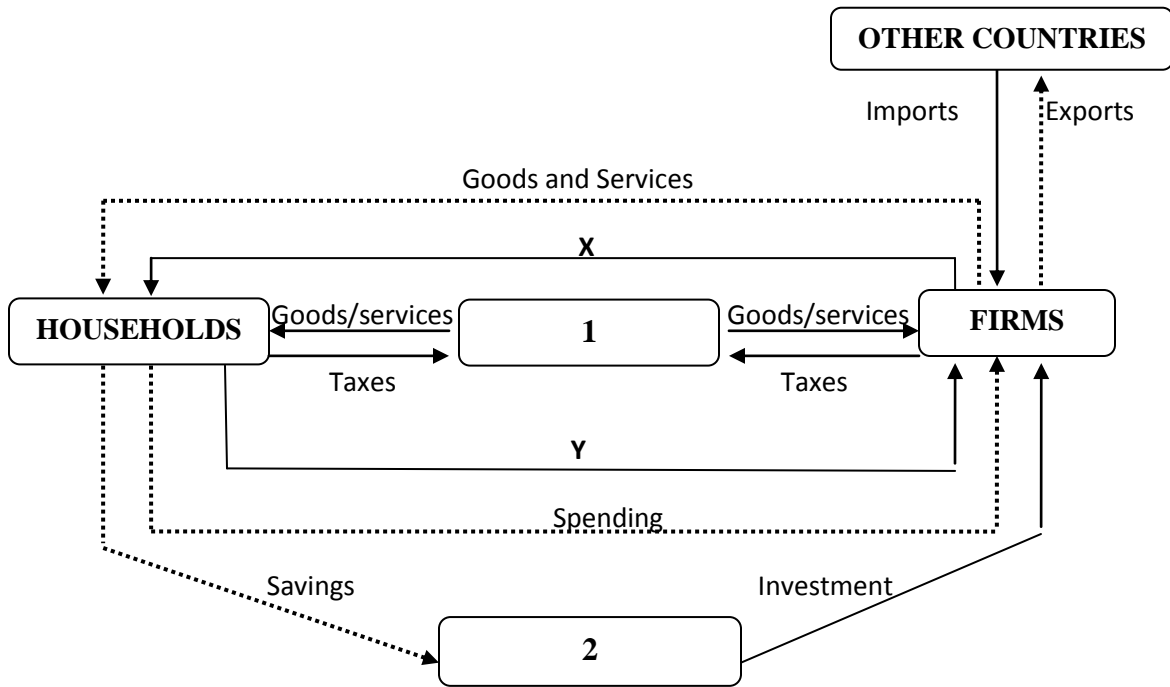 OTHER COUNTRIES
Imports Exports
Goods and Services
X
HOUSEHOLDS Goods/services 1 Goods/services FIRMS
Taxes Taxes
Y
Spending
Savings Investment
2